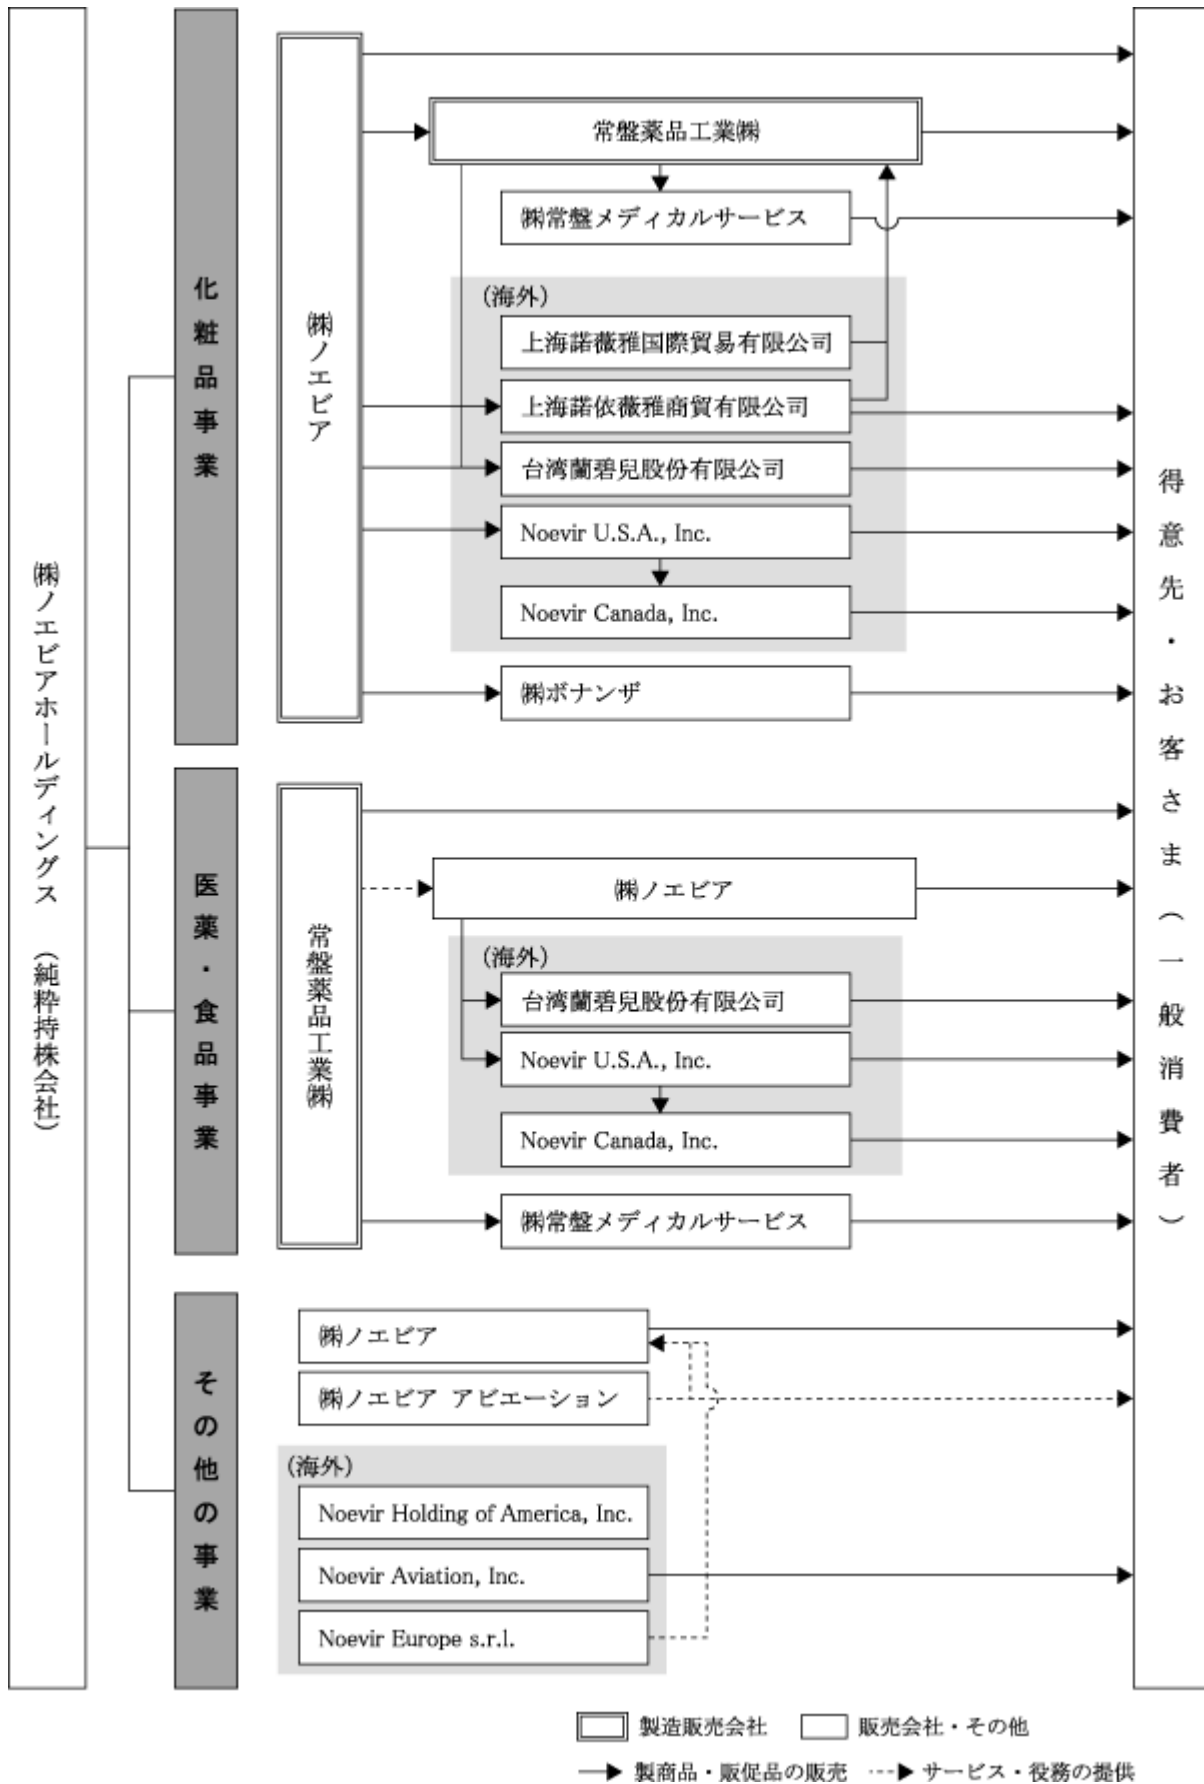 ㈱ノエビアホールディングス （純粋持株会社）
化粧品事業
㈱ノエビア
常盤薬品工業㈱
㈱常盤メディカルサービス
(海外)
上海諾薇雅国際貿易有限公司
上海諾依薇雅商貿有限公司
台湾蘭碧兒股份有限公司
Noevir U.S.A., Inc.
Noevir Canada, Inc.
㈱ボナンザ
医薬・食品事業
常盤薬品工業㈱
㈱ノエビア
(海外)
台湾蘭碧兒股份有限公司
Noevir U.S.A., Inc.
Noevir Canada, Inc.
㈱常盤メディカルサービス
その他の事業
㈱ノエビア
㈱ノエビア アビエーション
(海外)
Noevir Holding of America, Inc.
Noevir Aviation, Inc.
Noevir Europe s.r.l.
得意先・お客さま（一般消費者）
製造販売会社
販売会社・その他
製商品・販促品の販売
サービス・役務の提供